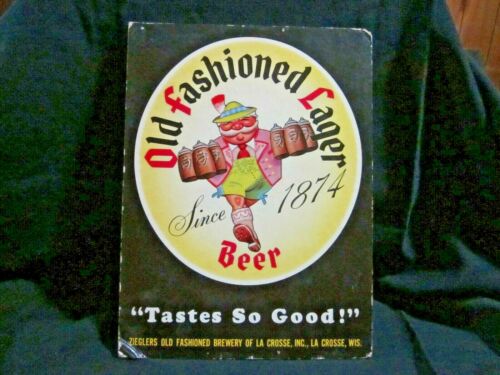 Old Fashioned Lager
Since 1874
Beer
"Tastes So Good!"
ZIEGLERS OLD FASHIONED BREWERY OF LA CROSSE, INC., LA CROSSE, WIS.